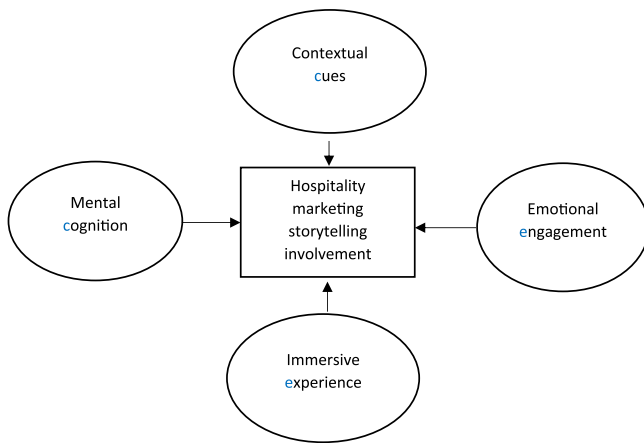 Contextual
cues
Mental
cognition
Hospitality
marketing
storytelling
involvement
Emotional
engagement
Immersive
experience